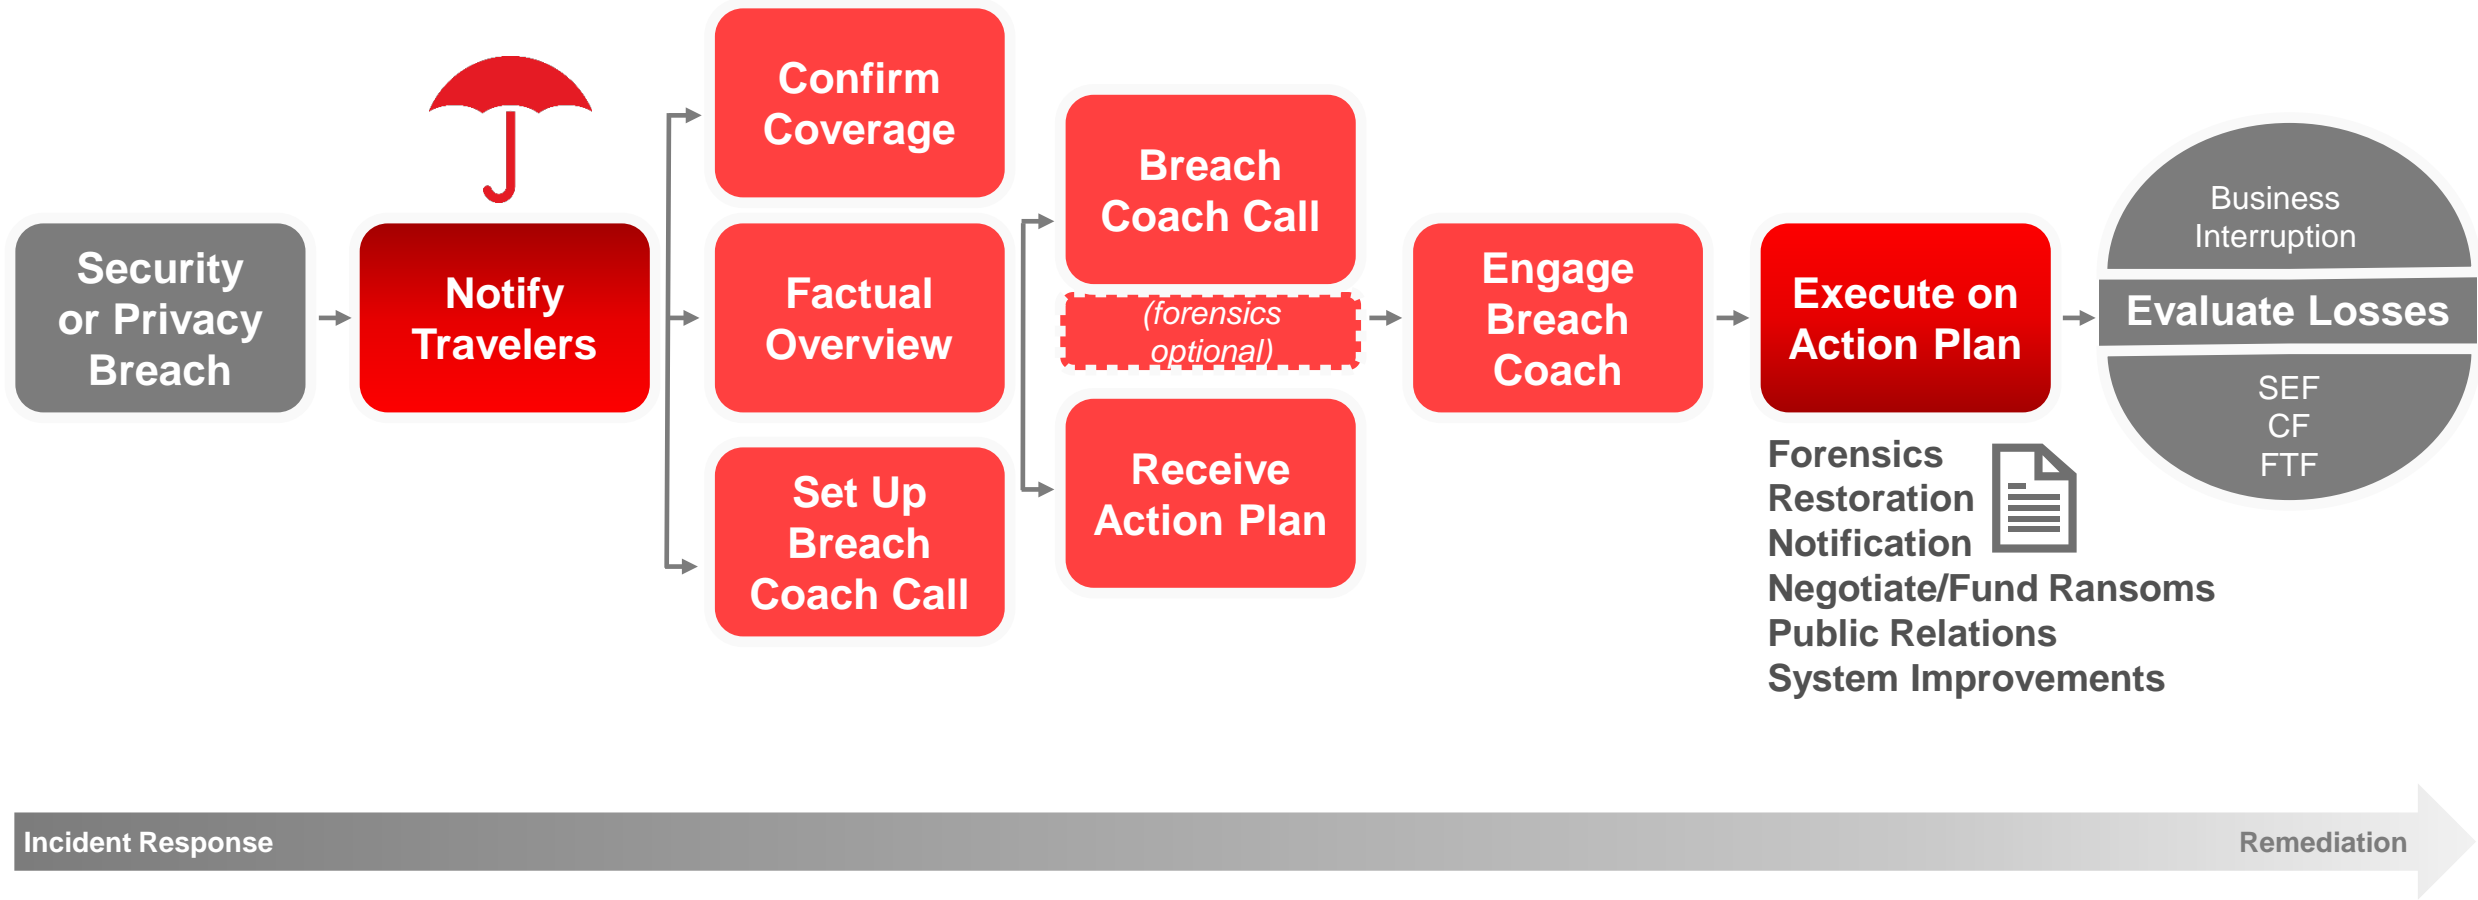 Security
or Privacy
Breach
Notify
Travelers
Confirm
Coverage
Factual
Overview
Set Up
Breach
Coach Call
Breach
Coach Call
(forensics
optional)
Receive
Action Plan
Engage
Breach
Coach
Execute on
Action Plan
Forensics
Restoration
Notification
Negotiate/Fund Ransoms
Public Relations
System Improvements
Business
Interruption
Evaluate Losses
SEF
CF
FTF
Incident Response
Remediation